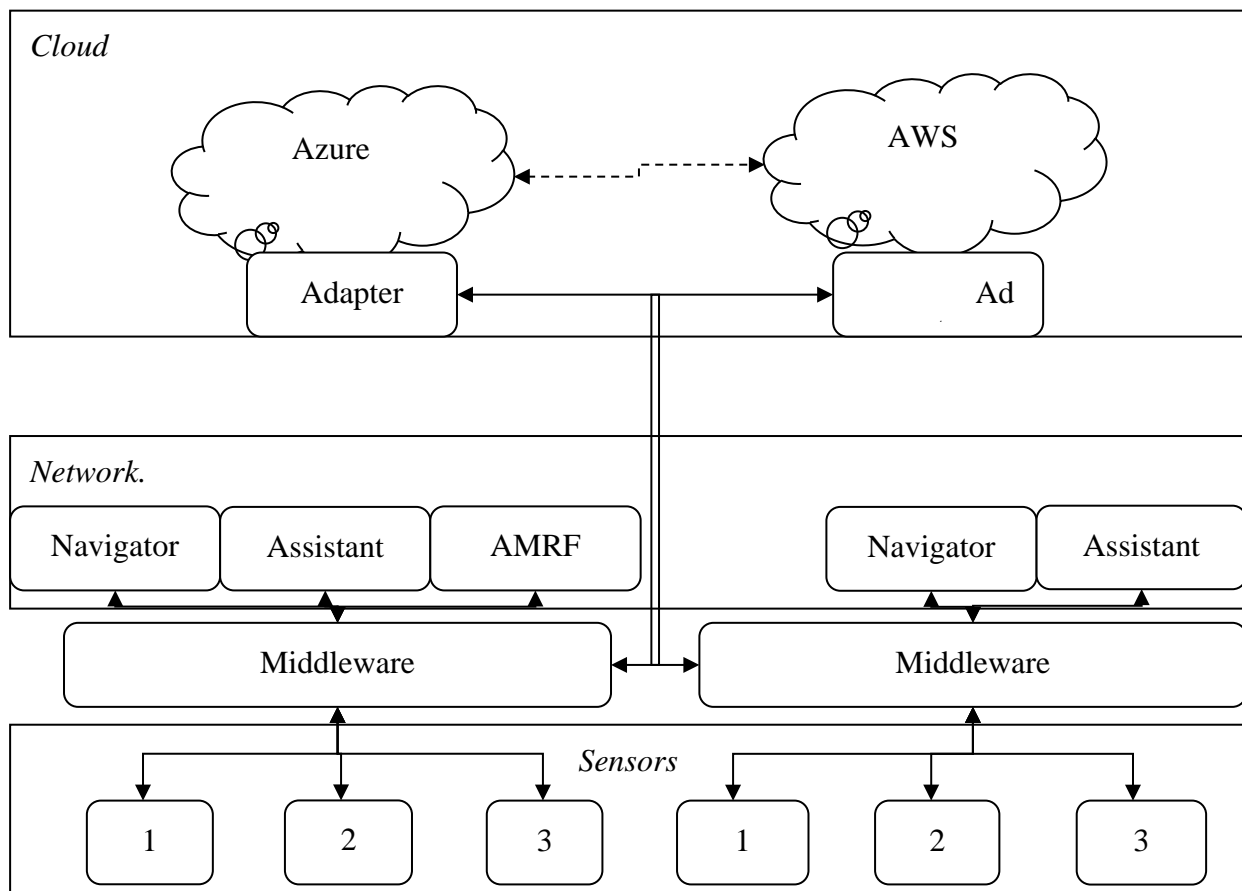 Cloud
Azure
AWS
Adapter
Ad
Network.
Navigator
Assistant
AMRF
Navigator
Assistant
Middleware
Middleware
Sensors
1
2
3
1
2
3